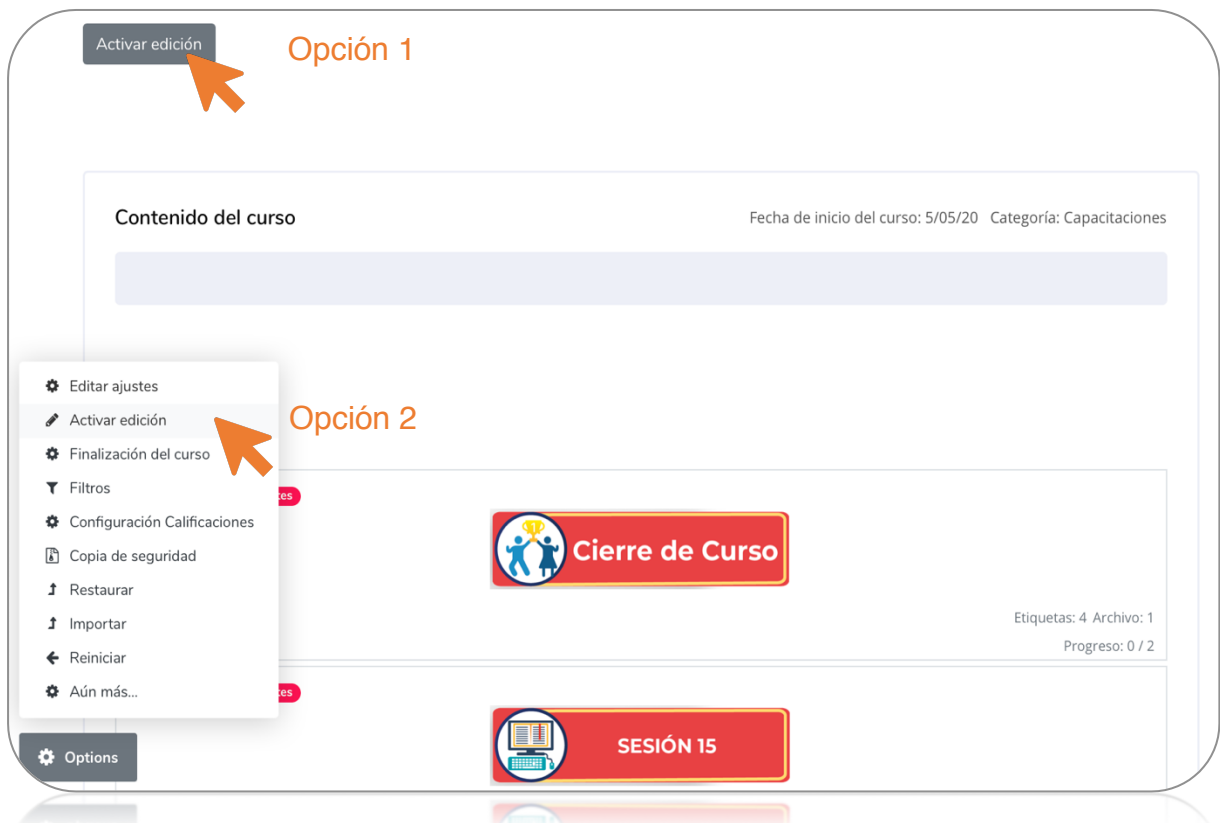 Activar edición
Opción 1
Contenido del curso
Fecha de inicio del curso: 5/05/20 Categoría: Capacitaciones
Editar ajustes
Activar edición
Opción 2
Finalización del curso
Filtros
Configuración Calificaciones
Copia de seguridad
Restaurar
Importar
Reiniciar
Aún más...
Options
Cierre de Curso
Etiquetas: 4 Archivo: 1
Progreso: 0 / 2
SESIÓN 15